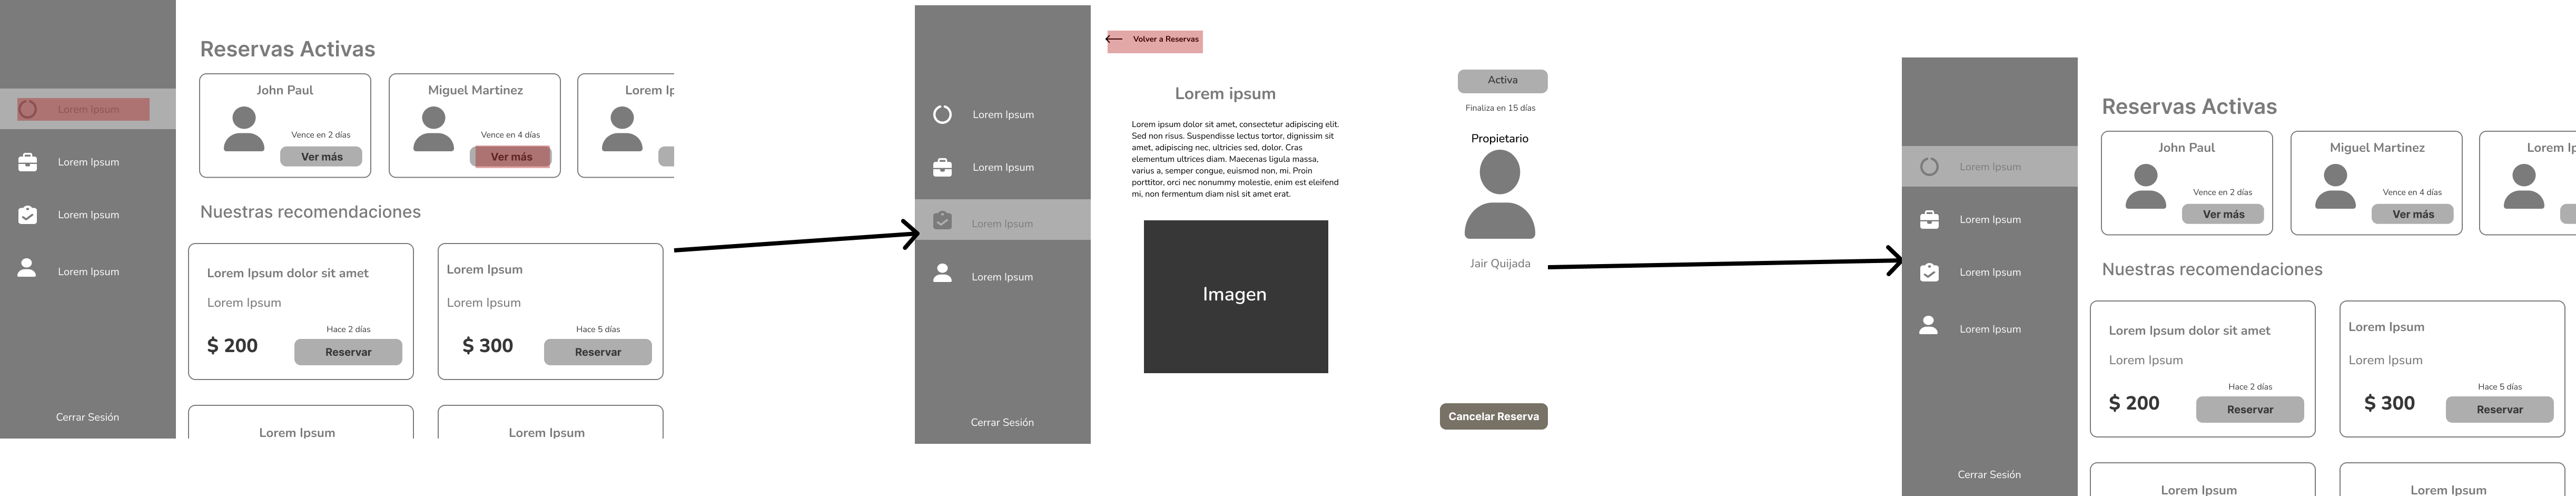 Lorem Ipsum
Lorem Ipsum
Lorem Ipsum
Lorem Ipsum
Cerrar Sesión
Reservas Activas
John Paul
Vence en 2 días
Ver más
Miguel Martinez
Vence en 4 días
Ver más
Lorem Ip
Nuestras recomendaciones
Lorem Ipsum dolor sit amet
Lorem Ipsum
Hace 2 días
$ 200
Reservar
Lorem Ipsum
Lorem Ipsum
Hace 5 días
$ 300
Reservar
Lorem Ipsum
Lorem Ipsum
Lorem Ipsum
Lorem Ipsum
Lorem Ipsum
Lorem Ipsum
Cerrar Sesión
Volver a Reservas
Lorem ipsum
Lorem ipsum dolor sit amet, consectetur adipiscing elit.
Sed non risus. Suspendisse lectus tortor, dignissim sit
amet, adipiscing nec, ultricies sed, dolor. Cras
elementum ultrices diam. Maecenas ligula massa,
varius a, semper congue, euismod non, mi. Proin
porttitor, orci nec nonummy molestie, enim est eleifend
mi, non fermentum diam nisl sit amet erat.
Imagen
Activa
Finaliza en 15 días
Propietario
Jair Quijada
Cancelar Reserva
Lorem Ipsum
Lorem Ipsum
Lorem Ipsum
Lorem Ipsum
Cerrar Sesión
Reservas Activas
John Paul
Vence en 2 días
Ver más
Miguel Martinez
Vence en 4 días
Ver más
Lorem Ip
Nuestras recomendaciones
Lorem Ipsum dolor sit amet
Lorem Ipsum
Hace 2 días
$ 200
Reservar
Lorem Ipsum
Lorem Ipsum
Hace 5 días
$ 300
Reservar
Lorem Ipsum
Lorem Ipsum